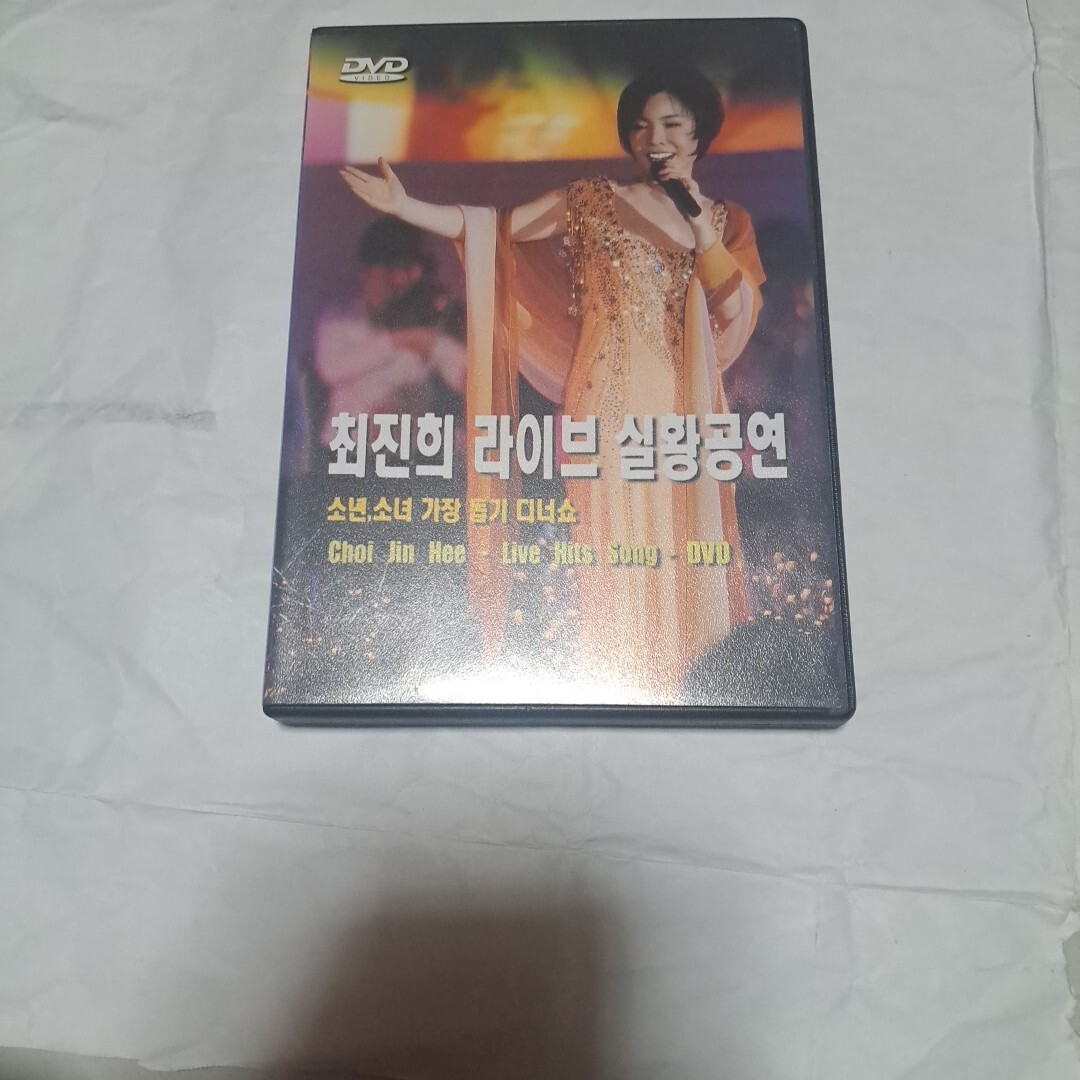 DVD
VIDEO
최진희 라이브 실황공연
소년,소녀 가장 돕기 디너쇼
Choi Jin Hee - Live Hits Song - DVD